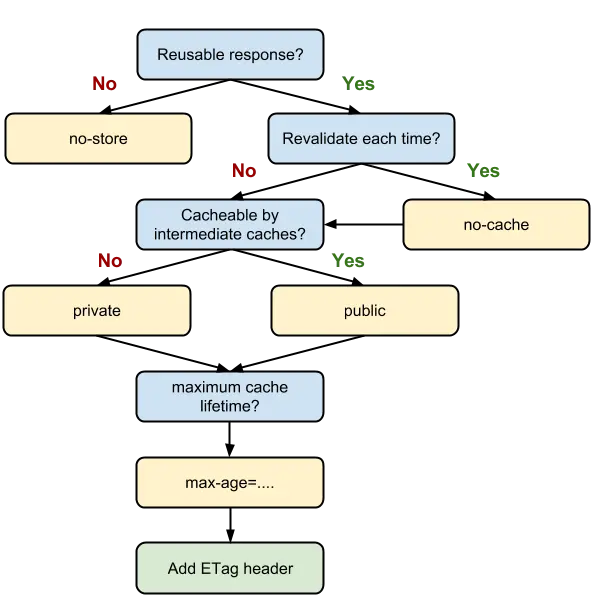 Reusable response?
No
Yes
no-store
Revalidate each time?
No
Yes
Cacheable by
intermediate caches?
no-cache
No
Yes
private
public
maximum cache
lifetime?
max-age=....
Add ETag header